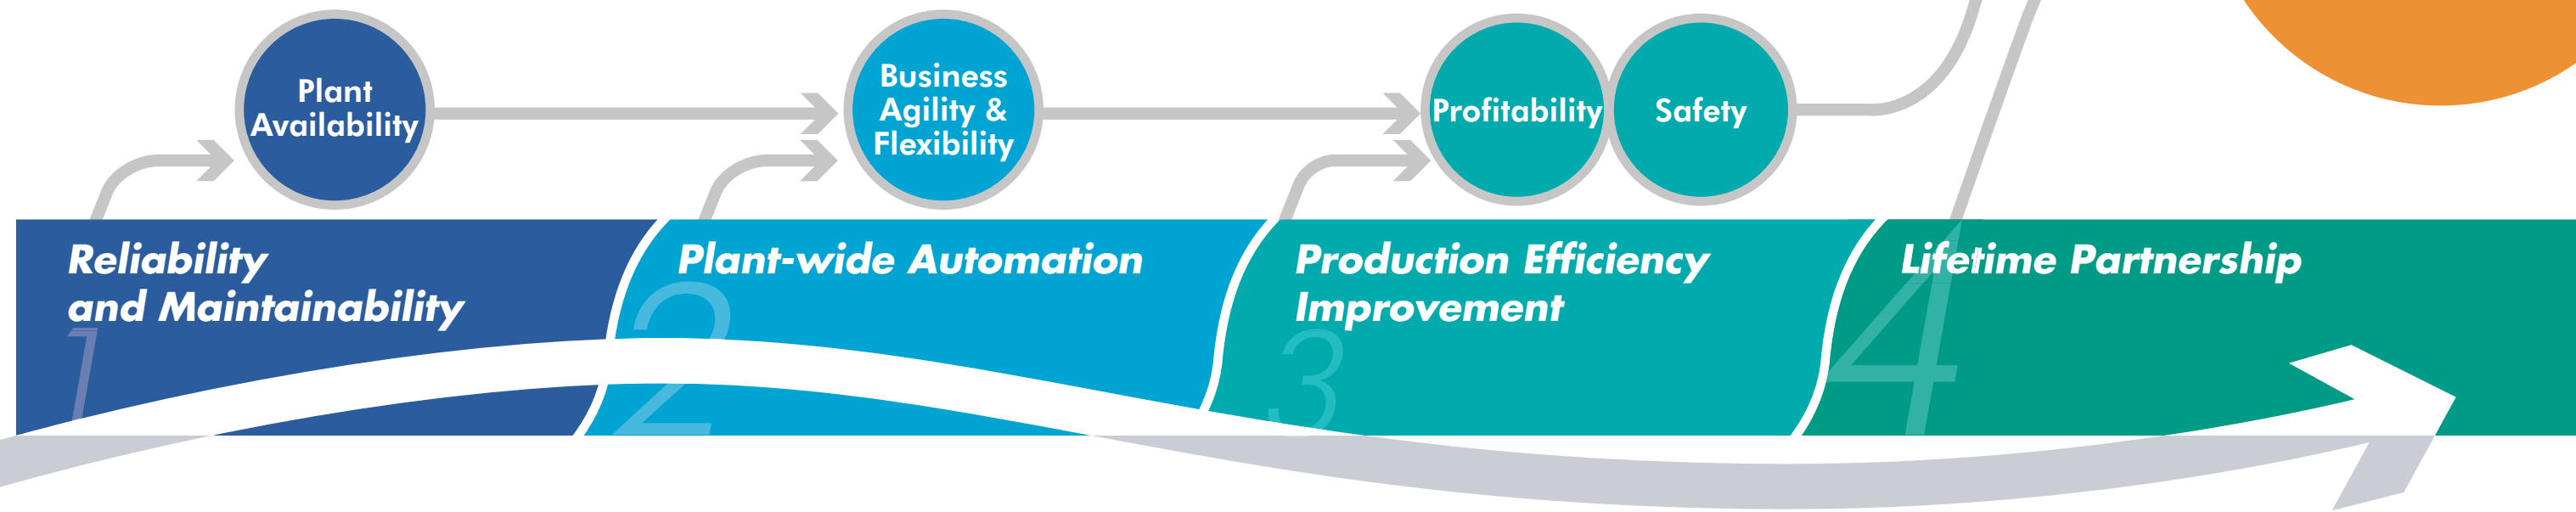 Plant
Availability
Business
Agility &
Flexibility
Profitability
Safety
Reliability
and Maintainability
1
Plant-wide Automation
2
Production Efficiency
Improvement
3
Lifetime Partnership
4